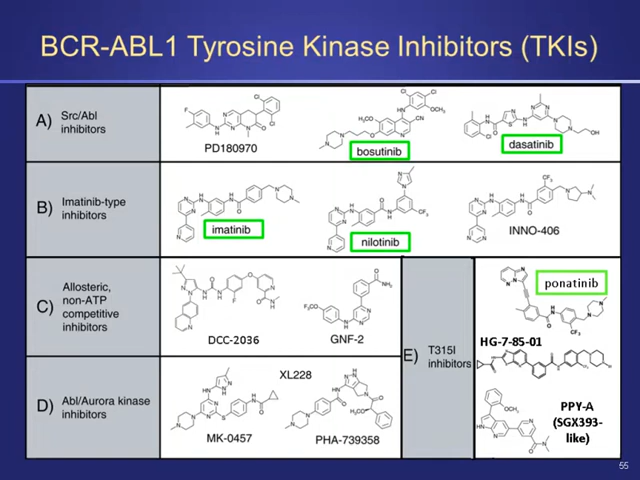 BCR-ABL1 Tyrosine Kinase Inhibitors (TKIs)
A) Src/Abl
inhibitors
PD180970
bosutinib
dasatinib
B) Imatinib-type
inhibitors
imatinib
nilotinib
INNO-406
C) Allosteric,
non-ATP
competitive
inhibitors
DCC-2036
GNF-2
D) Abl/Aurora kinase
inhibitors
XL228
MK-0457
PHA-739358
E) T315I
inhibitors
ponatinib
HG-7-85-01
PPY-A
(SGX393-
like)
55